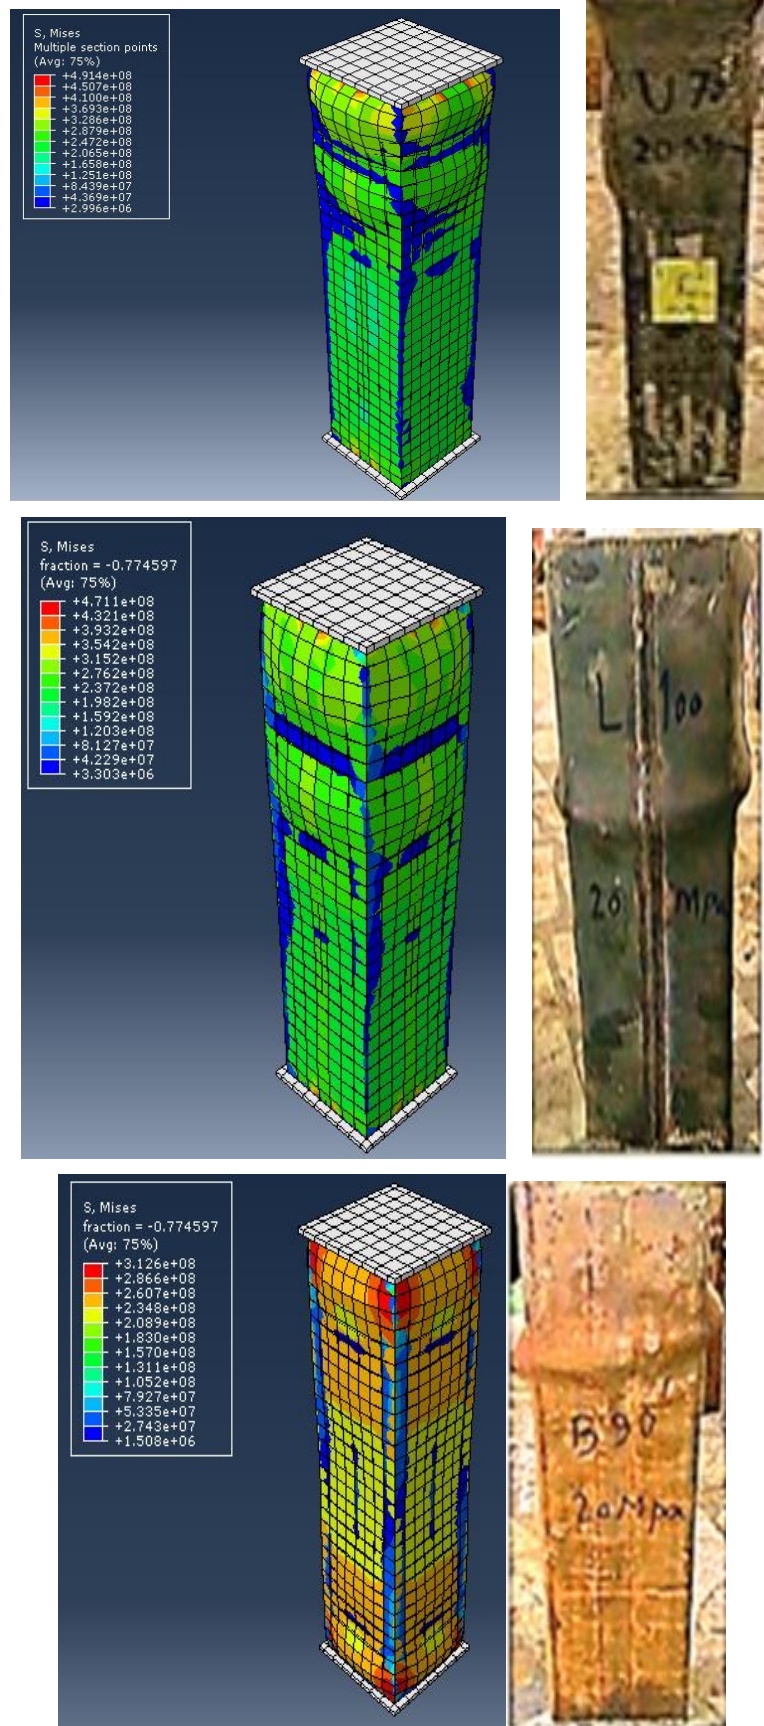 S, Mises
Multiple section points
(Avg: 75%)
+4.914e+08
+4.507e+08
+4.100e+08
+3.693e+08
+3.286e+08
+2.879e+08
+2.472e+08
+2.065e+08
+1.658e+08
+1.251e+08
+8.439e+07
+4.369e+07
+2.996e+06
S, Mises
fraction = -0.774597
(Avg: 75%)
+4.711e+08
+4.321e+08
+3.932e+08
+3.542e+08
+3.152e+08
+2.762e+08
+2.372e+08
+1.982e+08
+1.592e+08
+1.203e+08
+8.127e+07
+4.229e+07
+3.303e+06
L 100
20 Mpa
S, Mises
fraction = -0.774597
(Avg: 75%)
+3.126e+08
+2.866e+08
+2.607e+08
+2.348e+08
+2.089e+08
+1.830e+08
+1.570e+08
+1.311e+08
+1.052e+08
+7.927e+07
+5.335e+07
+2.743e+07
+1.508e+06
B90
20Mpa